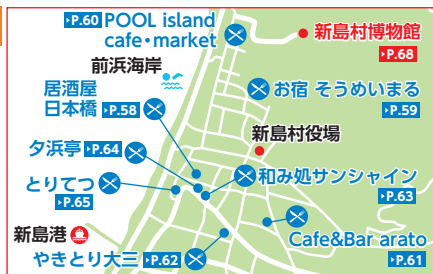 ▶P.60 POOL island
cafe・market
新島村博物館
▶P.68
前浜海岸
居酒屋
日本橋 ▶P.58
お宿 そうめいまる
▶P.59
新島村役場
夕浜亭 ▶P.64
和み処サンシャイン
▶P.63
とりてつ
▶P.65
新島港
Cafe&Bar arato
▶P.61
やきとり大三 ▶P.62